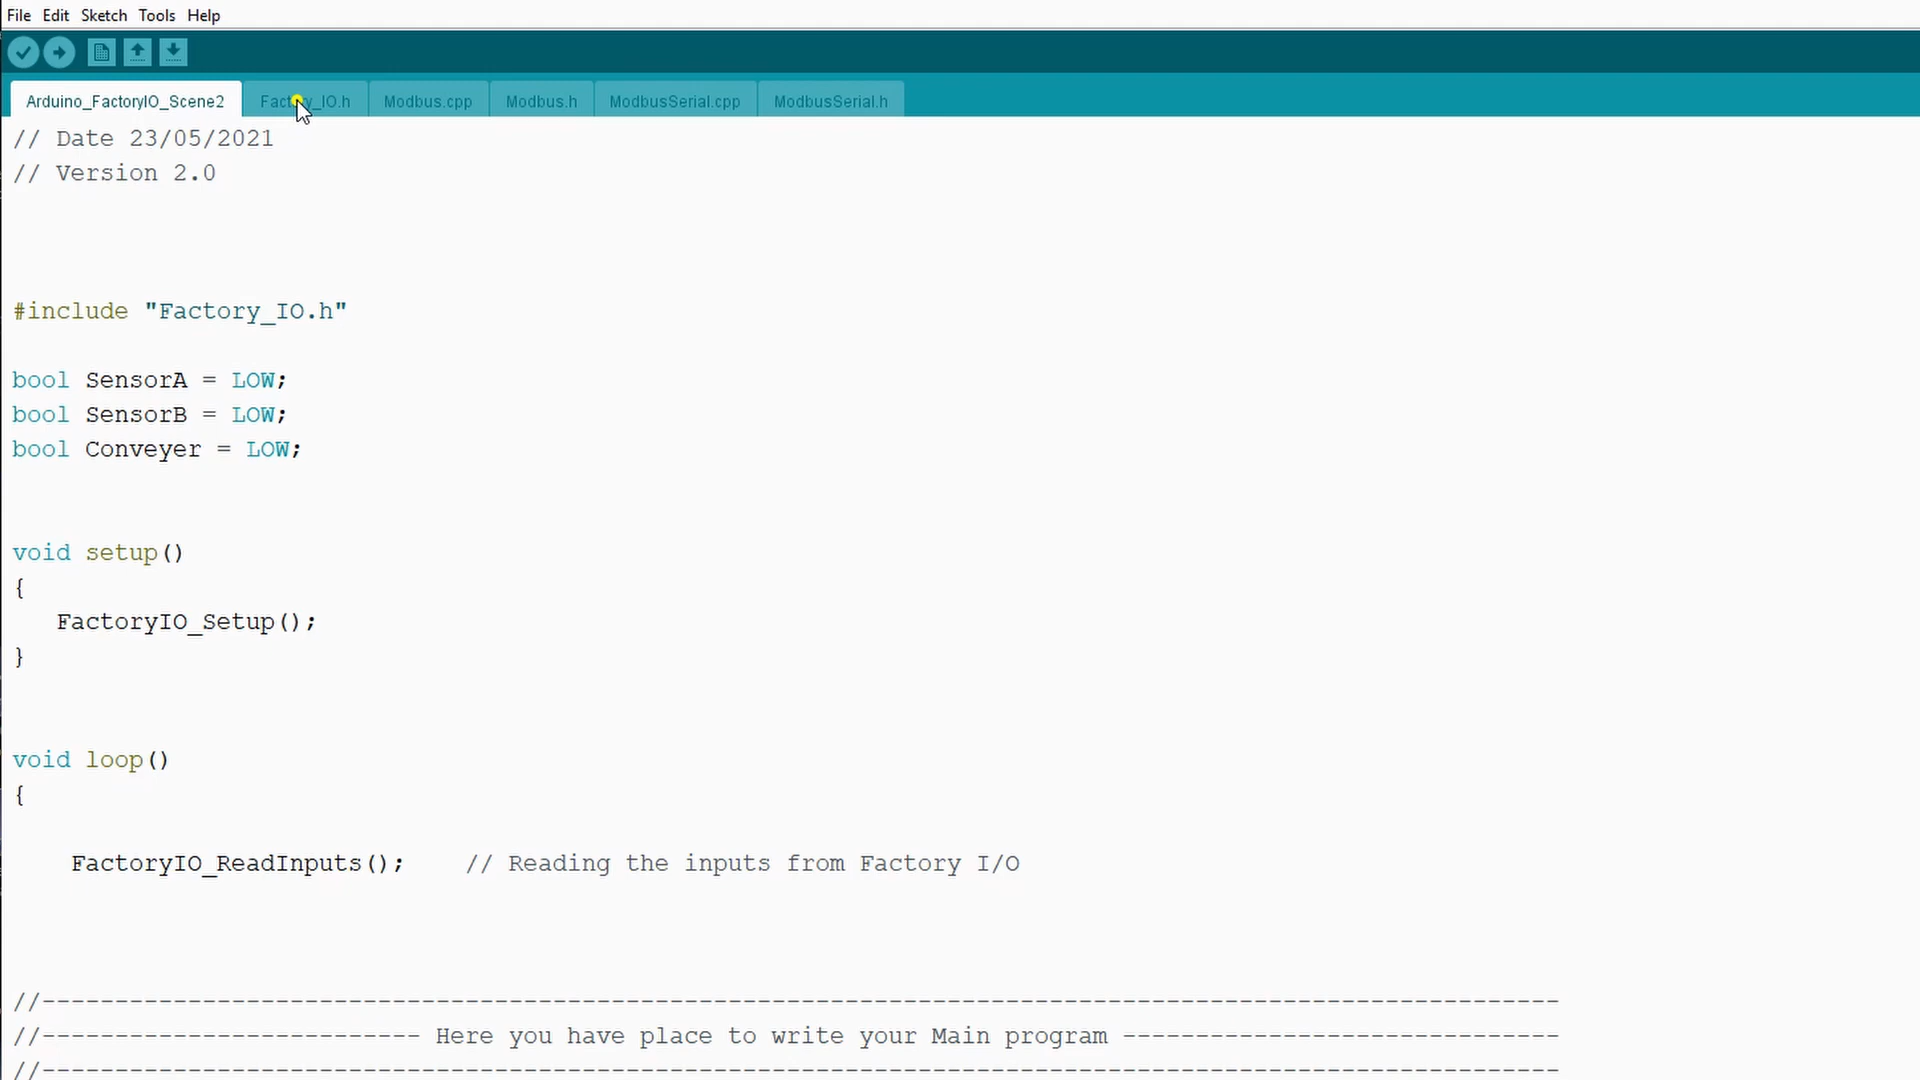 File Edit Sketch Tools Help
Arduino_FactoryIO_Scene2 Factory_IO.h Modbus.cpp Modbus.h ModbusSerial.cpp ModbusSerial.h
// Date 23/05/2021
// Version 2.0
#include "Factory_IO.h"
bool SensorA = LOW;
bool SensorB = LOW;
bool Conveyer = LOW;
void setup()
{
FactoryIO_Setup();
}
void loop()
{
FactoryIO_ReadInputs(); // Reading the inputs from Factory I/O
//---------------------------------------------------------------------------------------------------------
//-------------------------- Here you have place to write your Main program ------------------------------
//---------------------------------------------------------------------------------------------------------